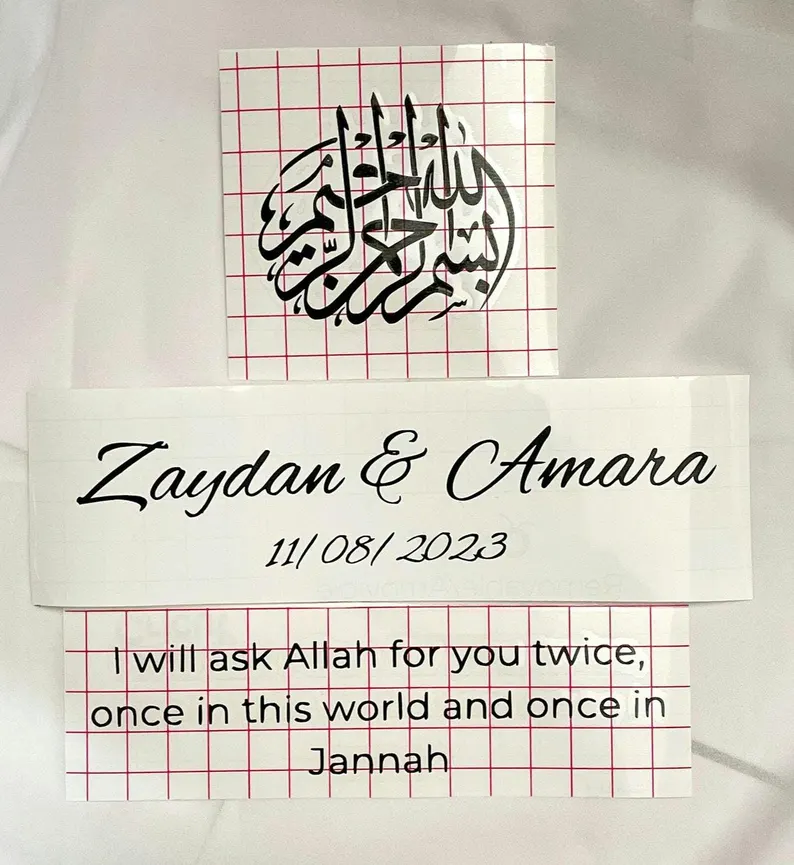 بسم الله الرحمن الرحيم
Zaydan & Amara
11/08/2023
I will ask Allah for you twice,
once in this world and once in
Jannah